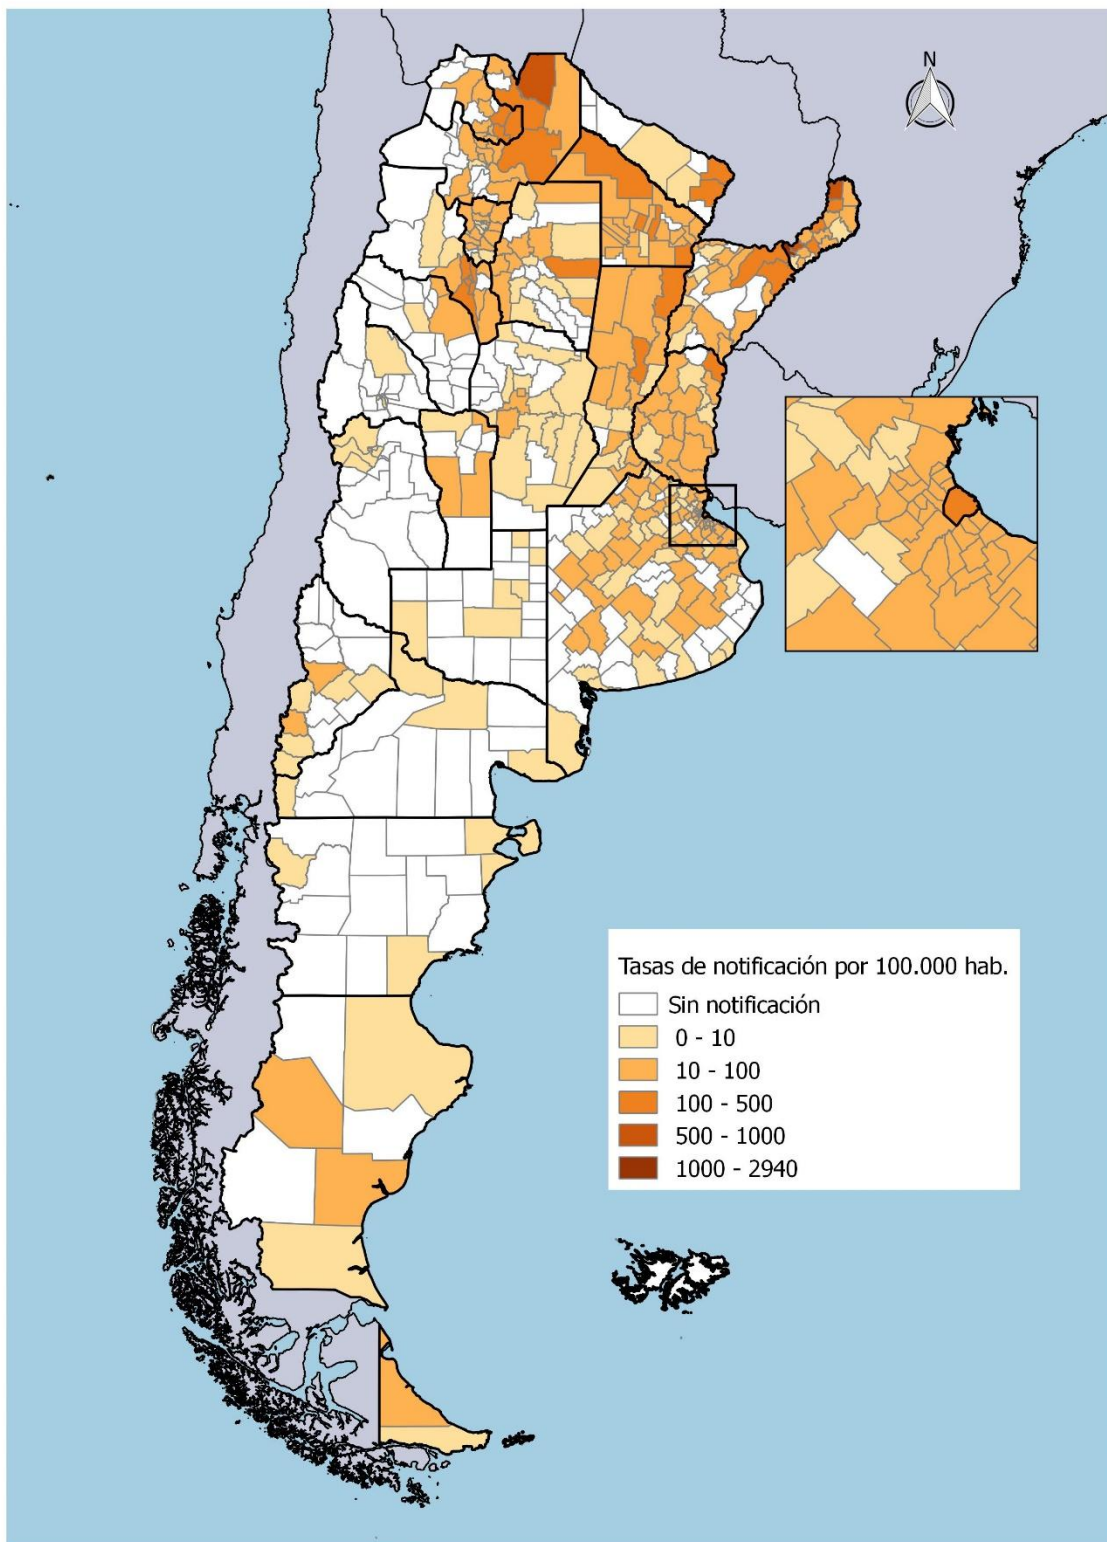 N
Tasas de notificación por 100.000 hab.
Sin notificación
0 - 10
10 - 100
100 - 500
500 - 1000
1000 - 2940